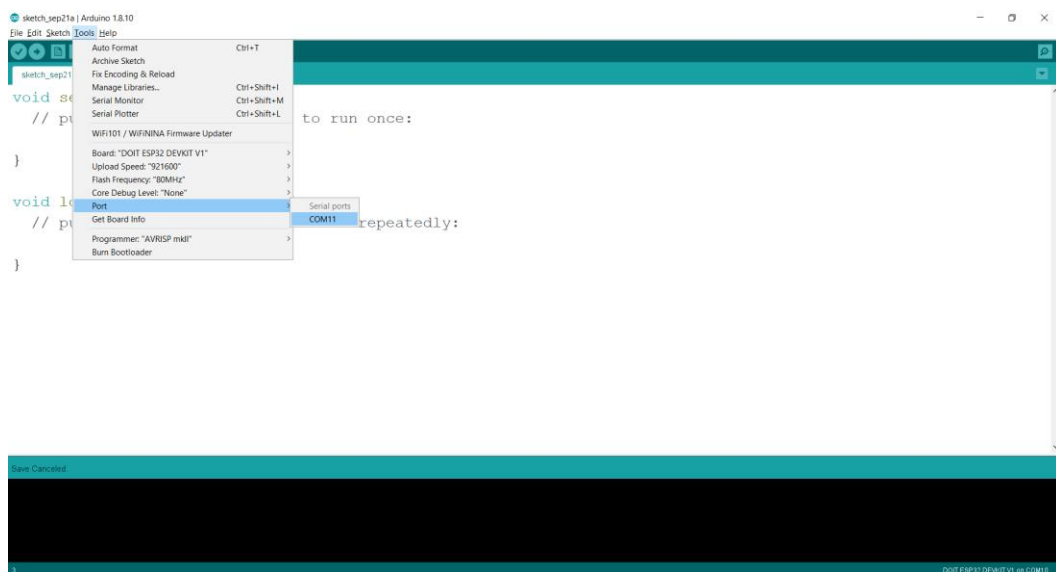 sketch_sep21a | Arduino 1.8.10
File Edit Sketch Tools Help
Auto Format Ctrl+T
Archive Sketch
Fix Encoding & Reload
Manage Libraries... Ctrl+Shift+I
Serial Monitor Ctrl+Shift+M
Serial Plotter Ctrl+Shift+L
WiFi101 / WiFiNINA Firmware Updater
Board: "DOIT ESP32 DEVKIT V1"
Upload Speed: "921600"
Flash Frequency: "80MHz"
Core Debug Level: "None"
Port
Get Board Info
Programmer: "AVRISP mkII"
Burn Bootloader
Serial ports
COM11
sketch_sep21
void se
// pu to run once:
}
void lo
// pu repeatedly:
}
Save Canceled.
3 DOIT ESP32 DEVKIT V1 on COM10